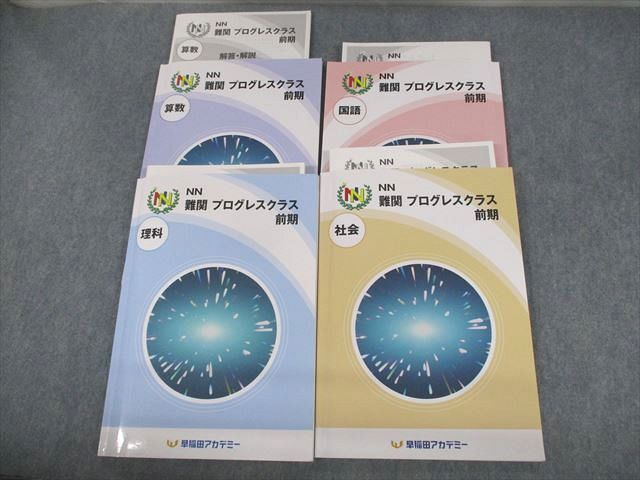 NN
難関 プログレスクラス
前期
算数
解答・解説
NN
難関 プログレスクラス
前期
算数
NN
難関 プログレスクラス
前期
国語
NN
NN
難関 プログレスクラス
前期
理科
早稲田アカデミー
NN
難関 プログレスクラス
前期
社会
早稲田アカデミー